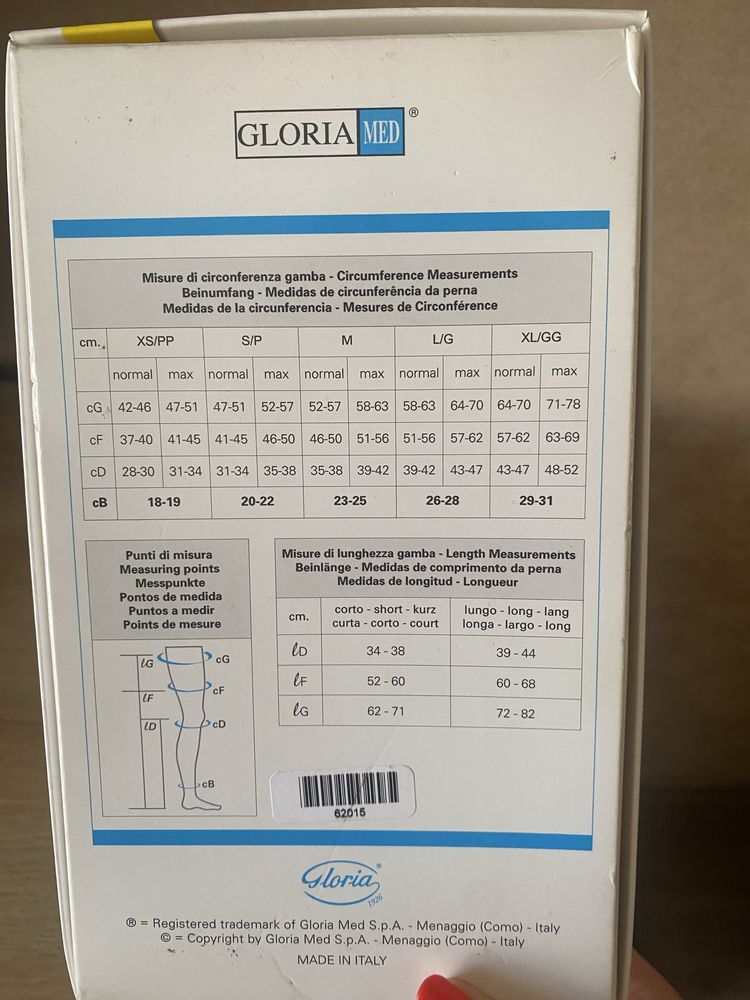 GLORIA MED ®
Misure di circonferenza gamba - Circumference Measurements
Beinumfang - Medidas de circunferência da perna
Medidas de la circunferencia - Mesures de Circonférence
cm. XS/PP S/P M L/G XL/GG
normal max normal max normal max normal max normal max
cG 42-46 47-51 47-51 52-57 52-57 58-63 58-63 64-70 64-70 71-78
cF 37-40 41-45 41-45 46-50 46-50 51-56 51-56 57-62 57-62 63-69
cD 28-30 31-34 31-34 35-38 35-38 39-42 39-42 43-47 43-47 48-52
cB 18-19 20-22 23-25 26-28 29-31
Punti di misura
Measuring points
Messpunkte
Pontos de medida
Puntos a medir
Points de mesure
ℓG cG
ℓF cF
ℓD cD
cB
Misure di lunghezza gamba - Length Measurements
Beinlänge - Medidas de comprimento da perna
Medidas de longitud - Longueur
cm. corto - short - kurz lungo - long - lang
curta - corto - court longa - largo - long
ℓD 34 - 38 39 - 44
ℓF 52 - 60 60 - 68
ℓG 62 - 71 72 - 82
62015
Gloria®
1926
® = Registered trademark of Gloria Med S.p.A. - Menaggio (Como) - Italy
© = Copyright by Gloria Med S.p.A. - Menaggio (Como) - Italy
MADE IN ITALY